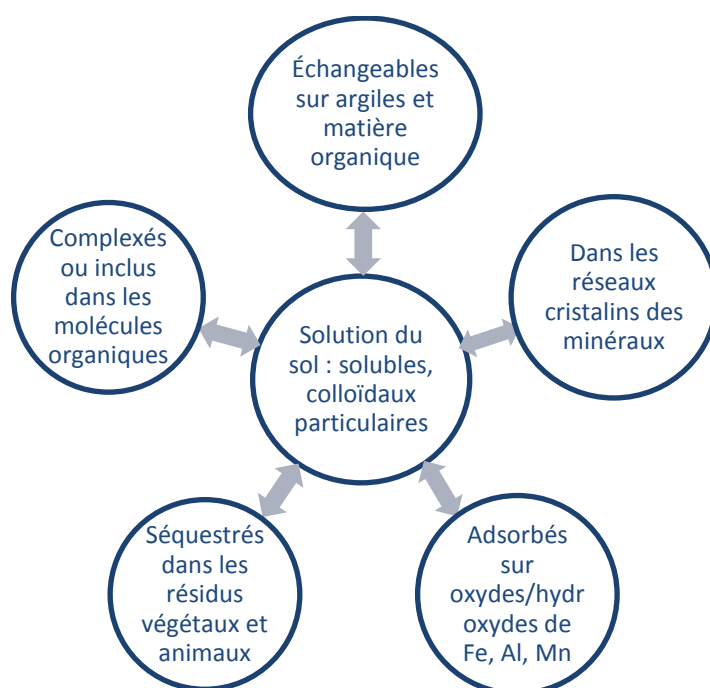 Échangeables
sur argiles et
matière
organique
Complexés
ou inclus
dans les
molécules
organiques
Dans les
réseaux
cristalins des
minéraux
Solution du
sol : solubles,
colloïdaux
particulaires
Séquestrés
dans les
résidus
végétaux et
animaux
Adsorbés
sur
oxydes/hydr
oxydes de
Fe, Al, Mn